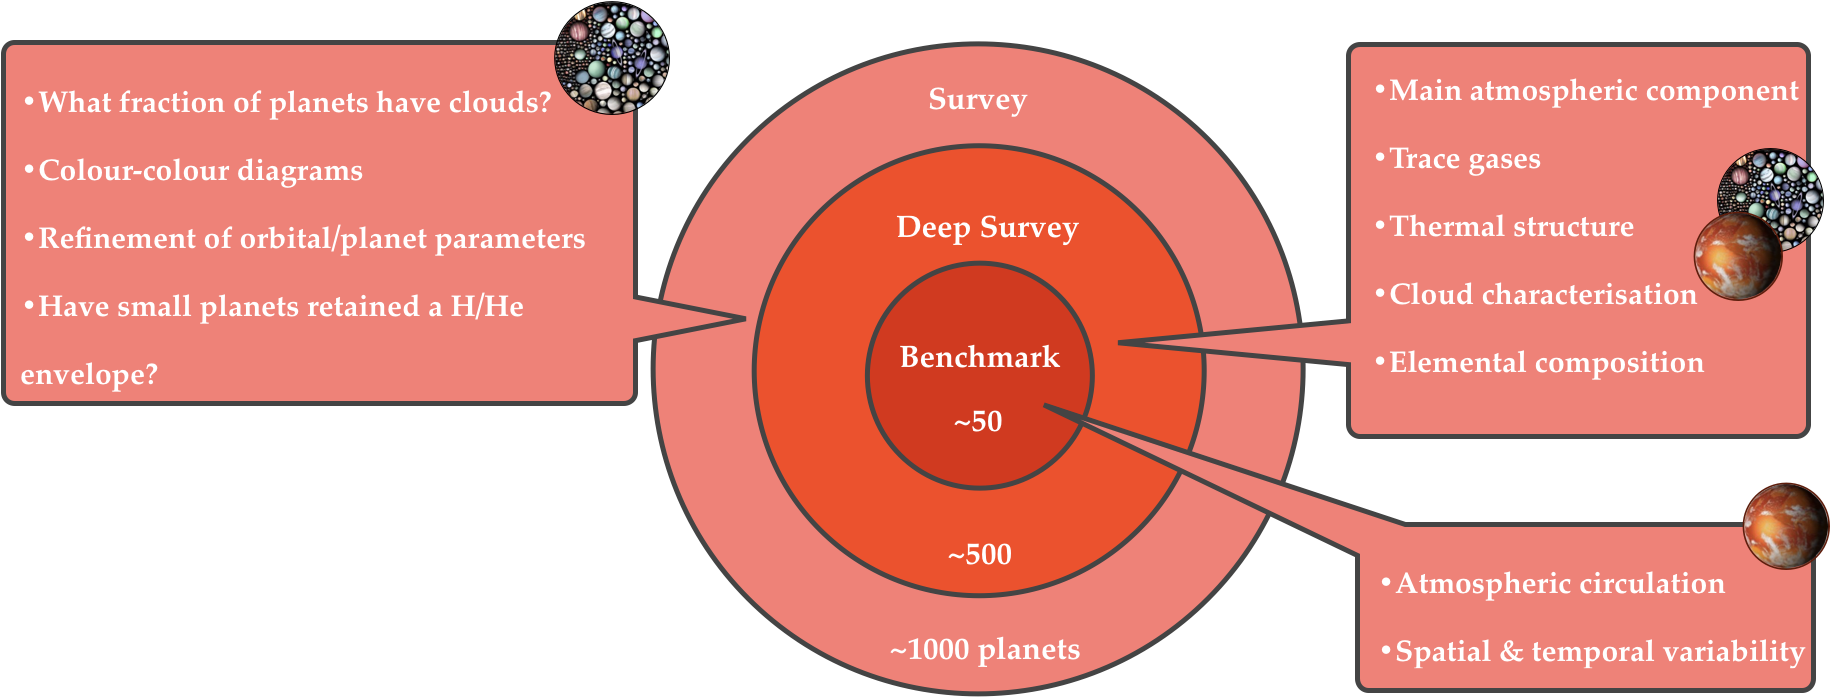 •What fraction of planets have clouds?
•Colour-colour diagrams
•Refinement of orbital/planet parameters
•Have small planets retained a H/He
envelope?
Survey
Deep Survey
Benchmark
~50
~500
~1000 planets
•Main atmospheric component
•Trace gases
•Thermal structure
•Cloud characterisation
•Elemental composition
•Atmospheric circulation
•Spatial & temporal variability